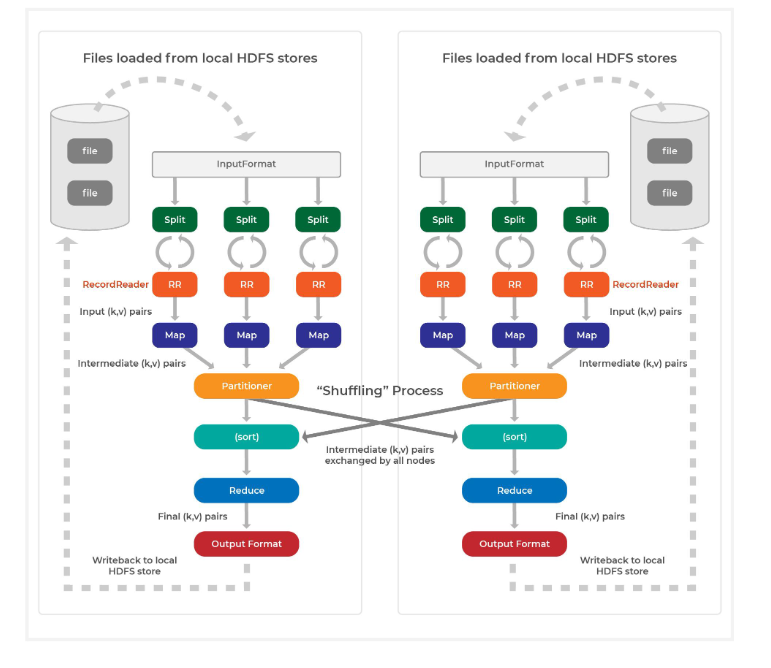 Files loaded from local HDFS stores
file
file
InputFormat
Split
Split
Split
RecordReader
RR
RR
RR
Input (k,v) pairs
Map
Map
Map
Intermediate (k,v) pairs
Partitioner
(sort)
Reduce
Final (k,v) pairs
Output Format
Writeback to local
HDFS store
"Shuffling" Process
Intermediate (k,v) pairs
exchanged by all nodes
Files loaded from local HDFS stores
file
file
InputFormat
Split
Split
Split
RR
RR
RR
RecordReader
Input (k,v) pairs
Map
Map
Map
Intermediate (k,v) pairs
Partitioner
(sort)
Reduce
Final (k,v) pairs
Output Format
Writeback to local
HDFS store